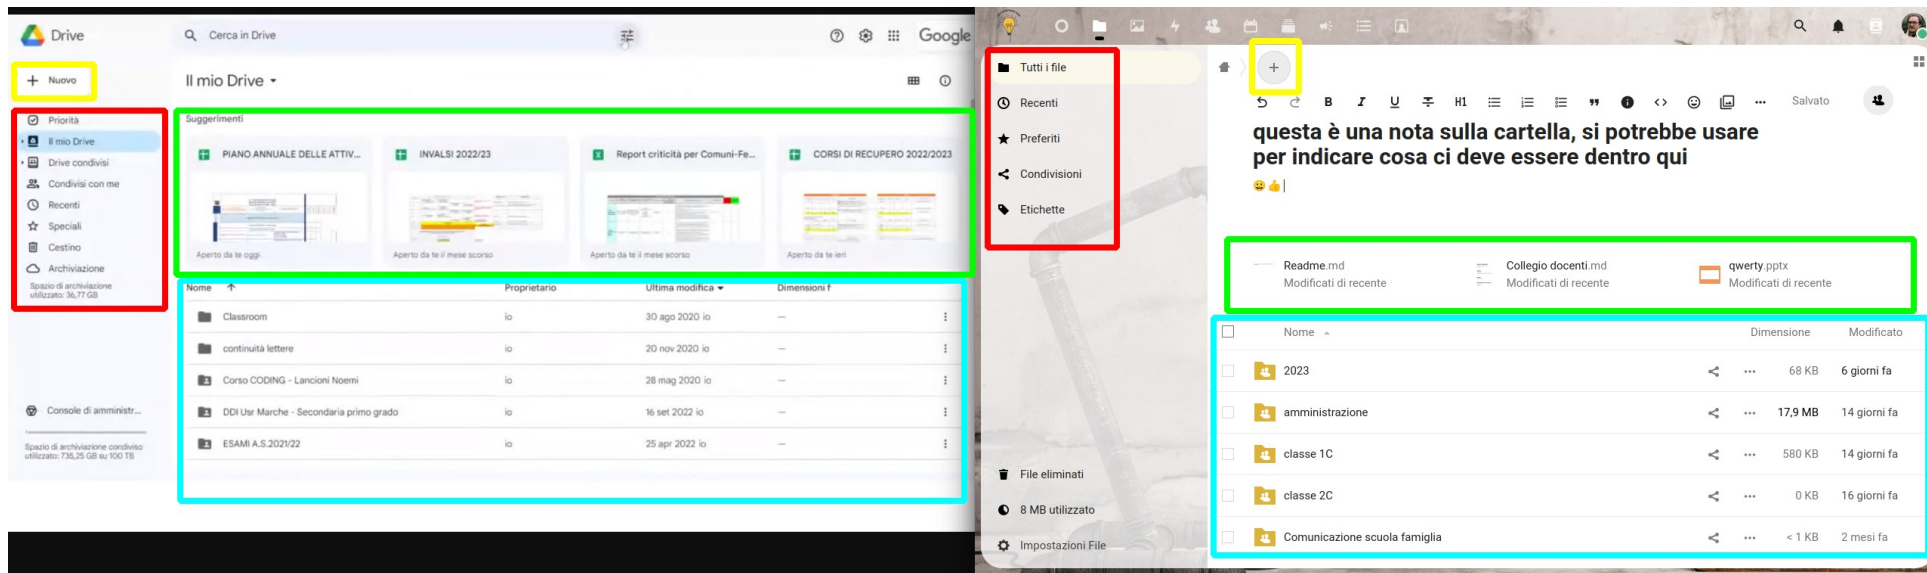 Drive
Cerca in Drive
Google
Nuovo
Il mio Drive
Priorità
Il mio Drive
Drive condivisi
Condivisi con me
Recenti
Speciali
Cestino
Archiviazione
Spazio di archiviazione
utilizzato: 36,77 GB
Console di amministr...
Spazio di archiviazione condiviso
utilizzato: 735,25 GB su 100 TB
Suggerimenti
PIANO ANNUALE DELLE ATTIV...
INVALSI 2022/23
Report criticità per Comuni-Fe...
CORSI DI RECUPERO 2022/2023
Aperto da te oggi
Aperto da te il mese scorso
Aperto da te il mese scorso
Aperto da te ieri
Nome Proprietario Ultima modifica Dimensioni f
Classroom io 30 ago 2020 io —
continuità lettere io 20 nov 2020 io —
Corso CODING - Lancioni Noemi io 28 mag 2020 io —
DDI Usr Marche - Secondaria primo grado io 16 set 2022 io —
ESAMI A.S.2021/22 io 25 apr 2022 io —
Tutti i file
Recenti
Preferiti
Condivisioni
Etichette
File eliminati
8 MB utilizzato
Impostazioni File
B I U H1 Salvato
questa è una nota sulla cartella, si potrebbe usare
per indicare cosa ci deve essere dentro qui
😀👍
Readme.md
Modificati di recente
Collegio docenti.md
Modificati di recente
qwerty.pptx
Modificati di recente
Nome Dimensione Modificato
2023 68 KB 6 giorni fa
amministrazione 17,9 MB 14 giorni fa
classe 1C 580 KB 14 giorni fa
classe 2C 0 KB 16 giorni fa
Comunicazione scuola famiglia < 1 KB 2 mesi fa